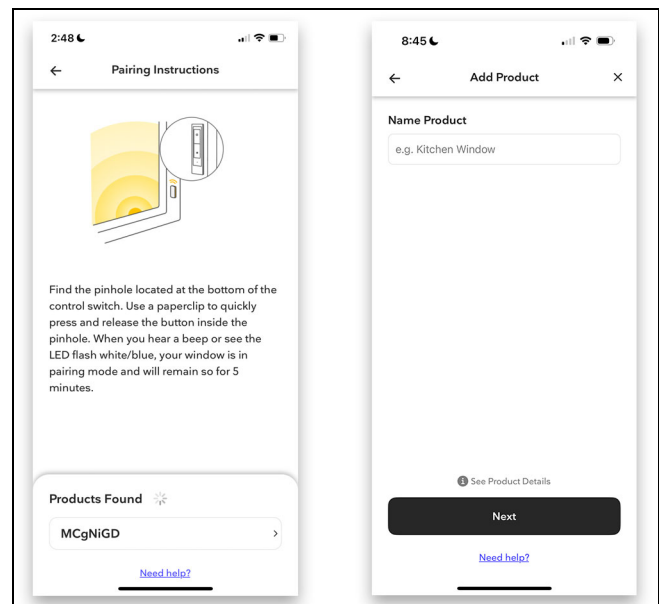 2:48
Pairing Instructions
Find the pinhole located at the bottom of the
control switch. Use a paperclip to quickly
press and release the button inside the
pinhole. When you hear a beep or see the
LED flash white/blue, your window is in
pairing mode and will remain so for 5
minutes.
Products Found
MCgNiGD
Need help?
8:45
Add Product
Name Product
e.g. Kitchen Window
See Product Details
Next
Need help?